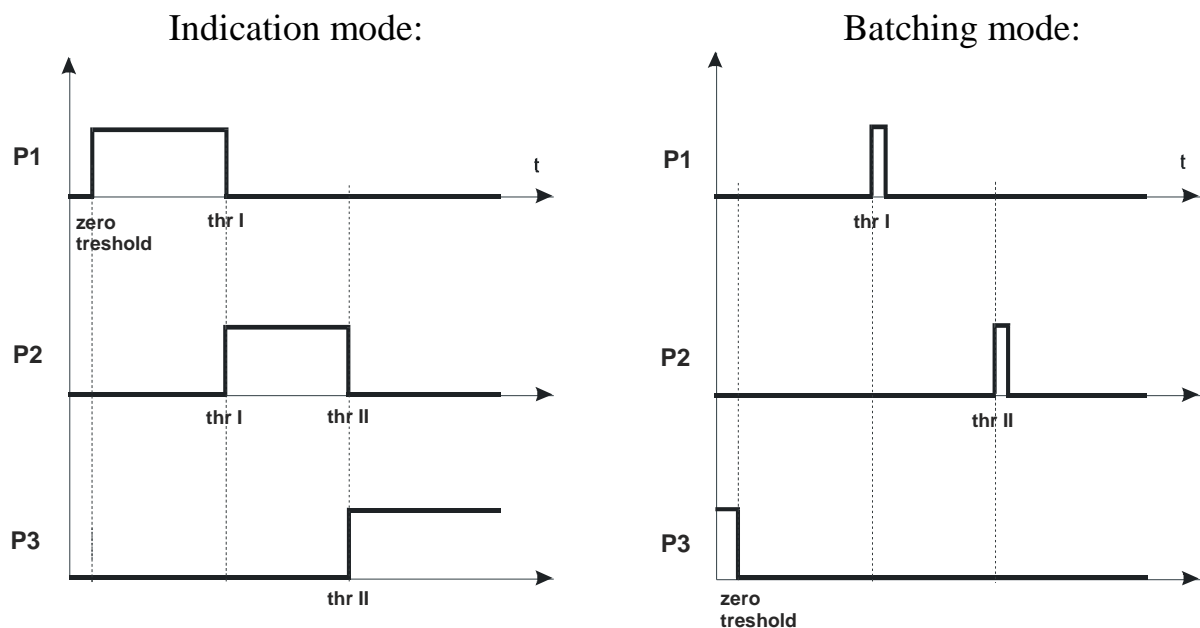 Indication mode:
P1
t
zero
treshold
thr I
P2
thr I
thr II
P3
thr II
Batching mode:
P1
t
thr I
P2
thr II
P3
zero
treshold